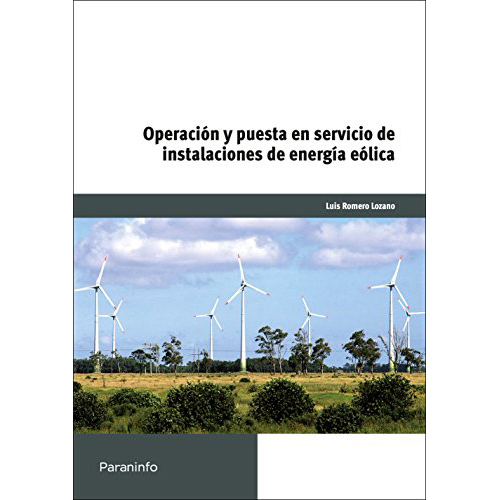 Operación y puesta en servicio de
instalaciones de energía eólica
Luis Romero Lozano
Paraninfo